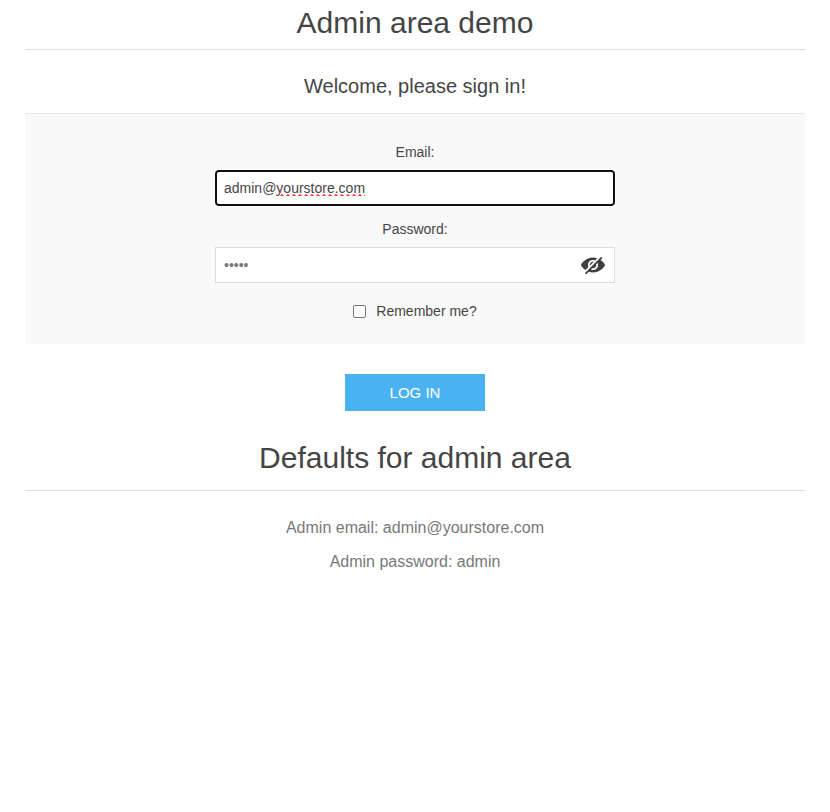 Admin area demo
Welcome, please sign in!
Email:
admin@yourstore.com
Password:
•••••
Remember me?
LOG IN
Defaults for admin area
Admin email: admin@yourstore.com
Admin password: admin